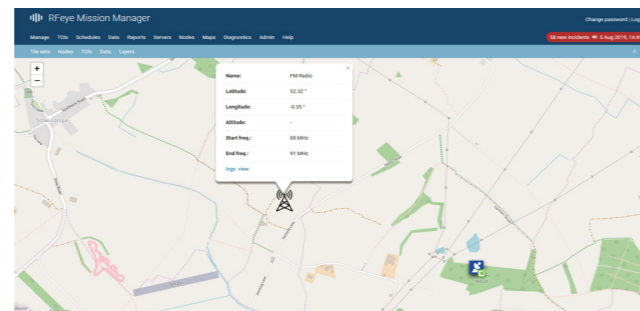 RFeye Mission Manager
Change password | Log
Manage TOIs Schedules Data Reports Servers Nodes Maps Diagnostics Admin Help
58 new incidents
5 Aug 2019, 14:4
Tile sets Nodes TOIs Data Layers
+
−
Name: FM Radio
Latitude: 52.32 °
Longitude: -0.35 °
Altitude: -
Start freq.: 88 MHz
End freq.: 91 MHz
logs: view